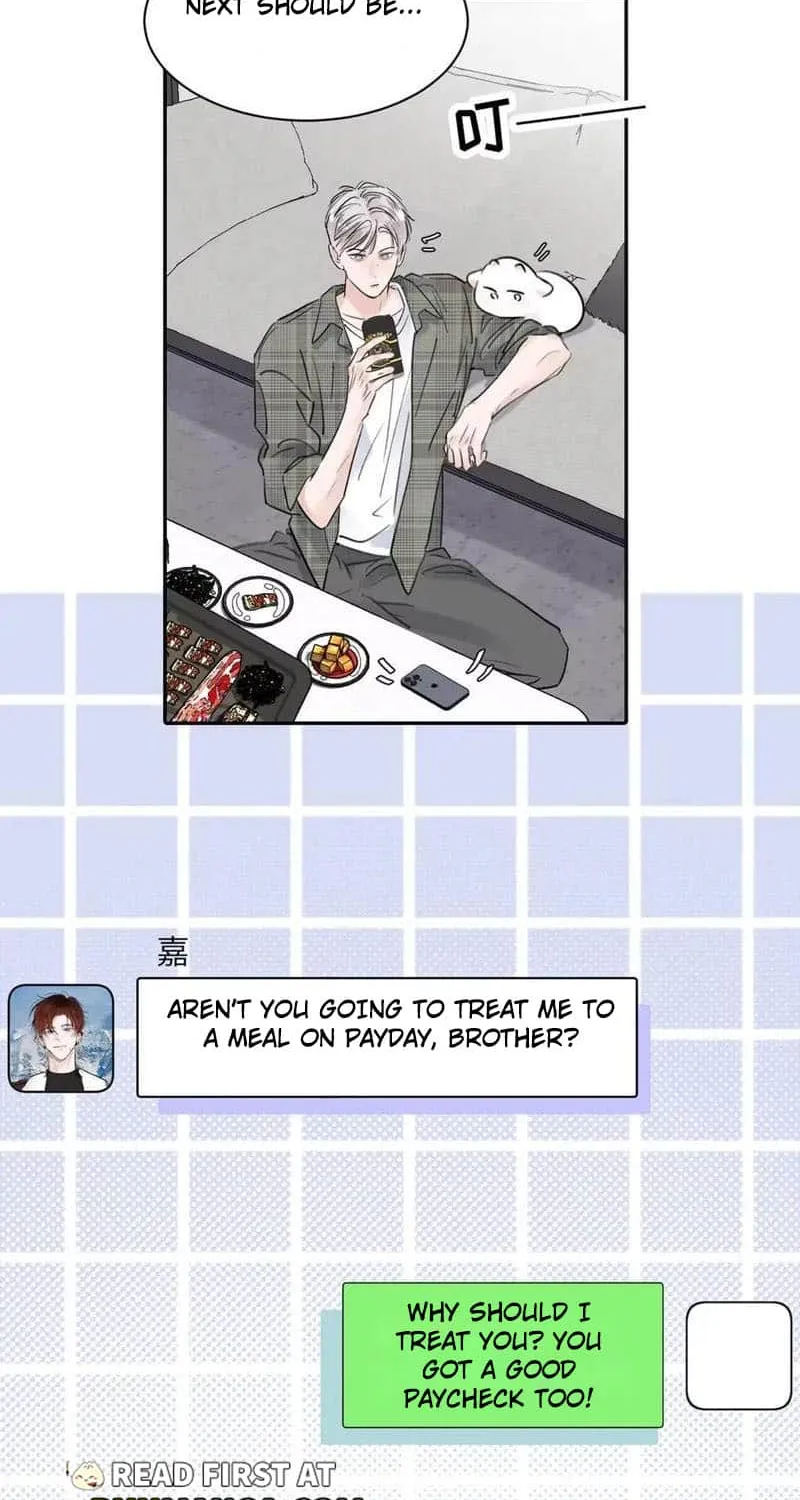 NEXT SHOULD BE...
叮
嘉
AREN'T YOU GOING TO TREAT ME TO
A MEAL ON PAYDAY, BROTHER?
WHY SHOULD I
TREAT YOU? YOU
GOT A GOOD
PAYCHECK TOO!
READ FIRST AT